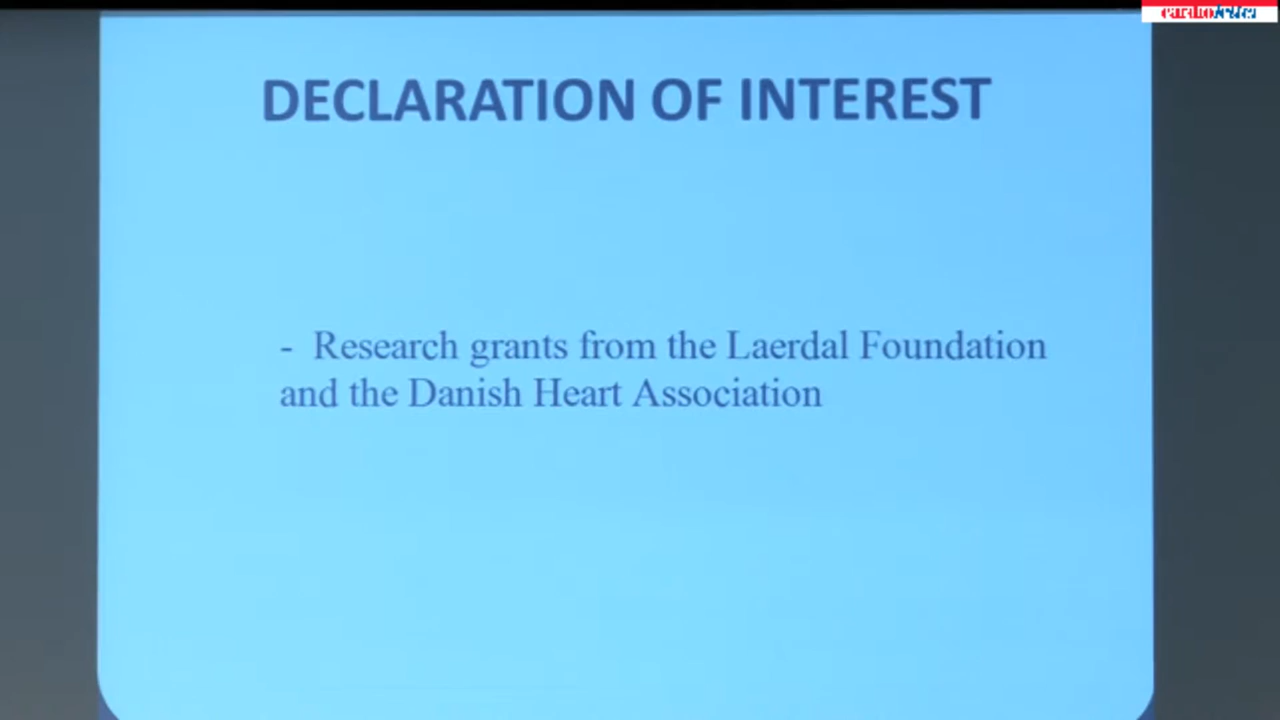 DECLARATION OF INTEREST
- Research grants from the Laerdal Foundation
and the Danish Heart Association